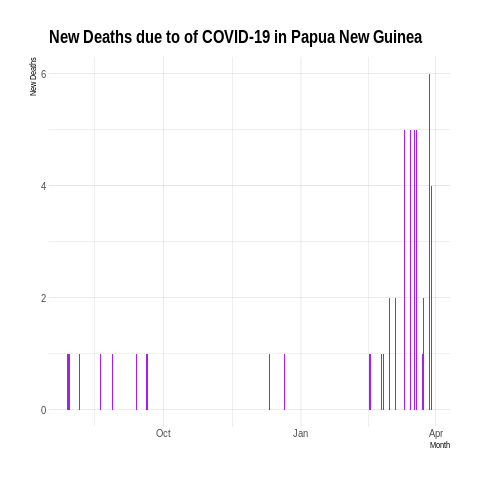 New Deaths due to of COVID-19 in Papua New Guinea
New Deaths
6
4
2
0
Oct Jan Apr
Month